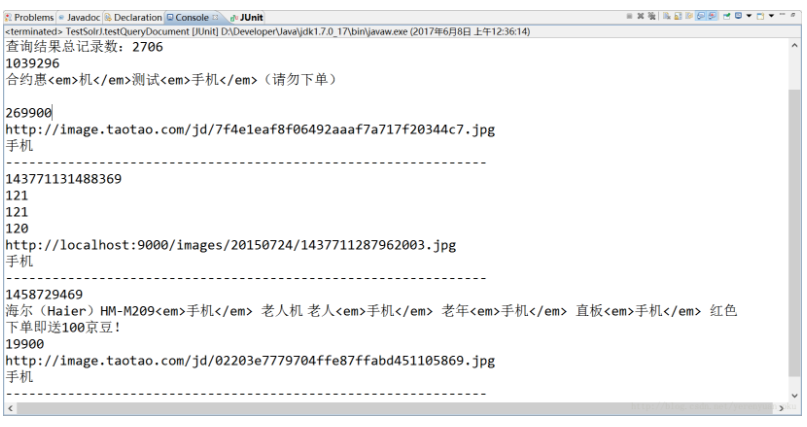 Problems @ Javadoc Declaration Console JUnit
<terminated> TestSolrJ.testQueryDocument [JUnit] D:\Developer\Java\jdk1.7.0_17\bin\javaw.exe (2017年6月8日 上午12:36:14)
查询结果总记录数：2706
1039296
合约惠<em>机</em>测试<em>手机</em>（请勿下单）
269900
http://image.taotao.com/jd/7f4e1eaf8f06492aaaf7a717f20344c7.jpg
手机
------------------------------------------------------------
143771131488369
121
121
120
http://localhost:9000/images/20150724/1437711287962003.jpg
手机
------------------------------------------------------------
1458729469
海尔（Haier）HM-M209<em>手机</em> 老人机 老人<em>手机</em> 老年<em>手机</em> 直板<em>手机</em> 红色
下单即送100京豆！
19900
http://image.taotao.com/jd/02203e7779704ffe87ffabd451105869.jpg
手机
------------------------------------------------------------